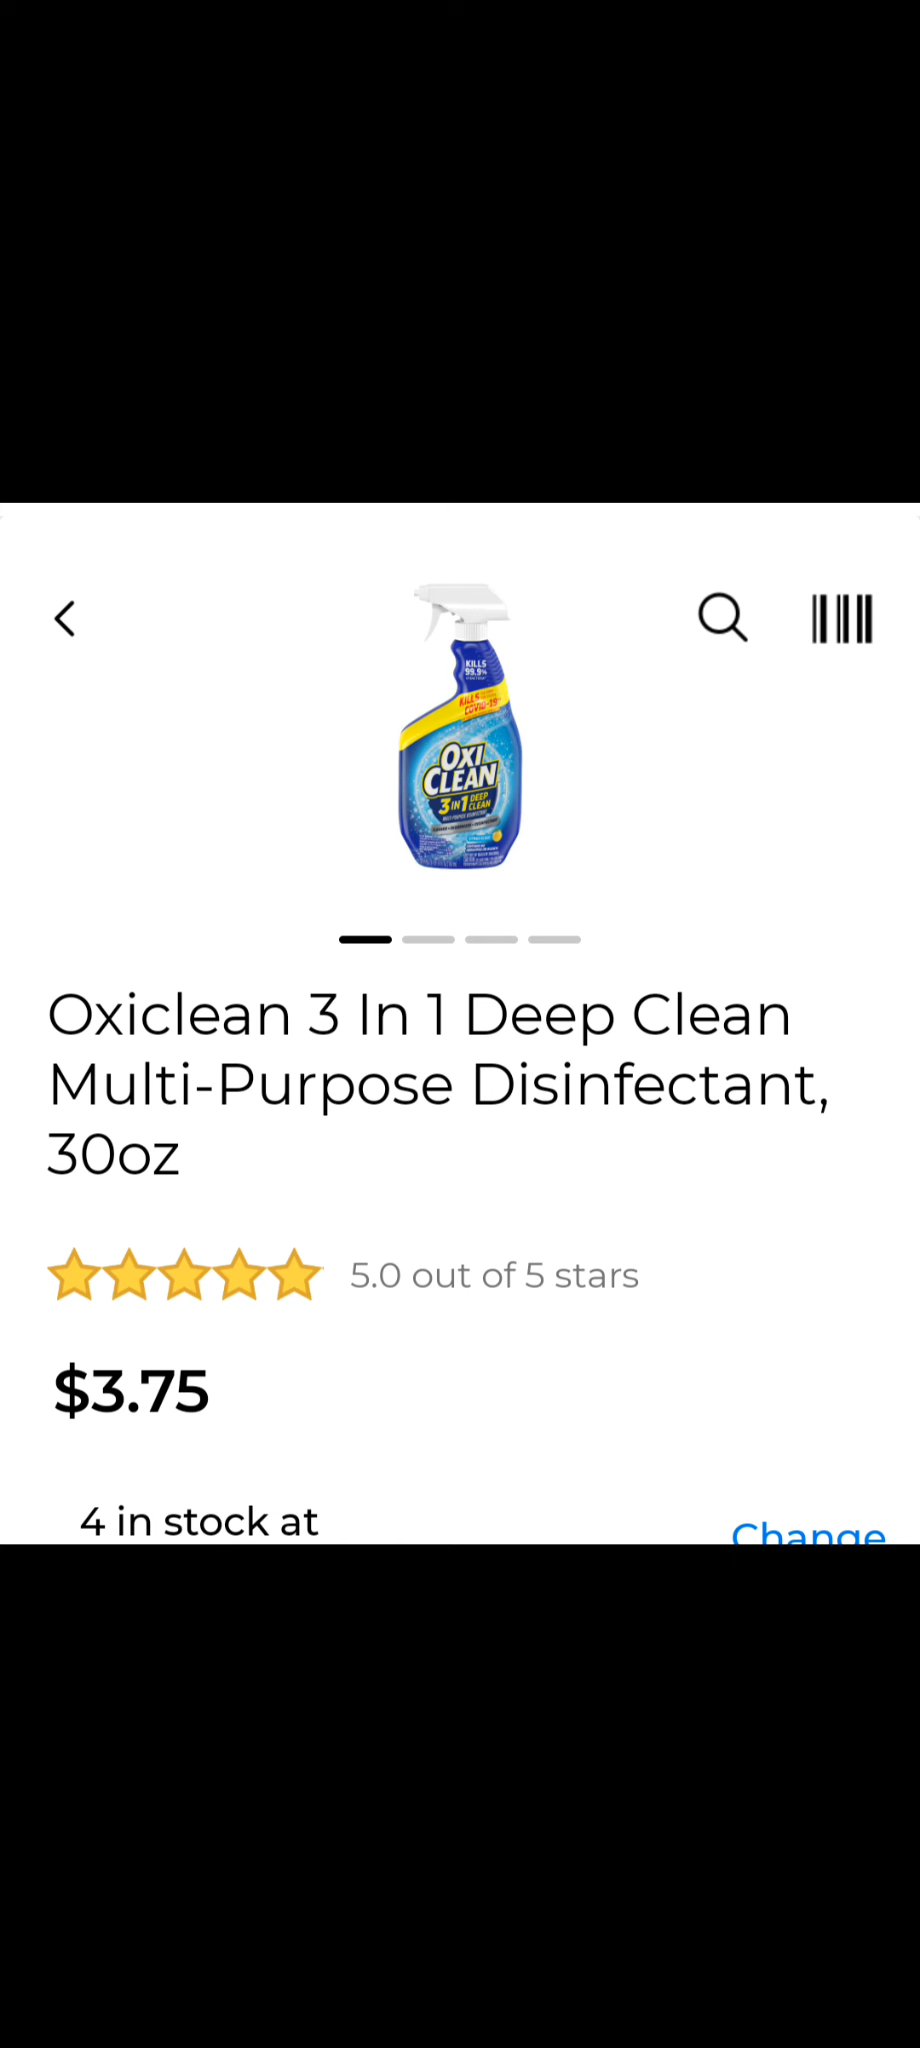 KILLS
99.9%
KILLS
COVID-19
OXI
CLEAN
3 IN 1 DEEP
CLEAN
Oxiclean 3 In 1 Deep Clean
Multi-Purpose Disinfectant,
30oz
5.0 out of 5 stars
$3.75
4 in stock at
Change